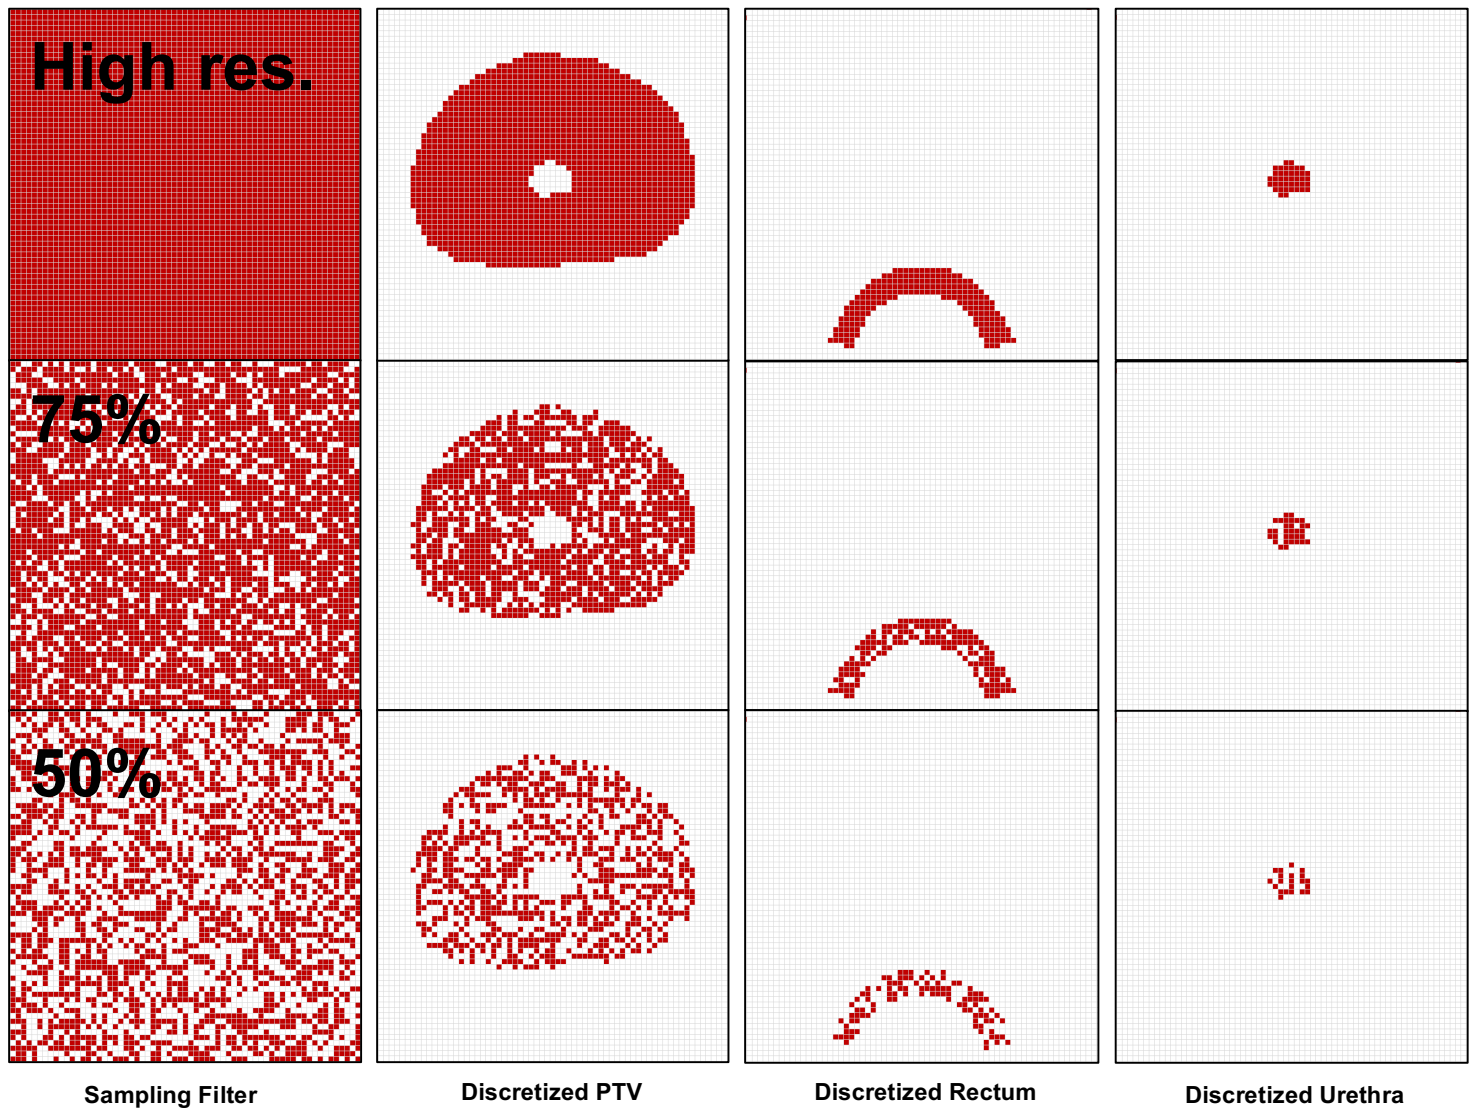 High res.
75%
50%
Sampling Filter
Discretized PTV
Discretized Rectum
Discretized Urethra